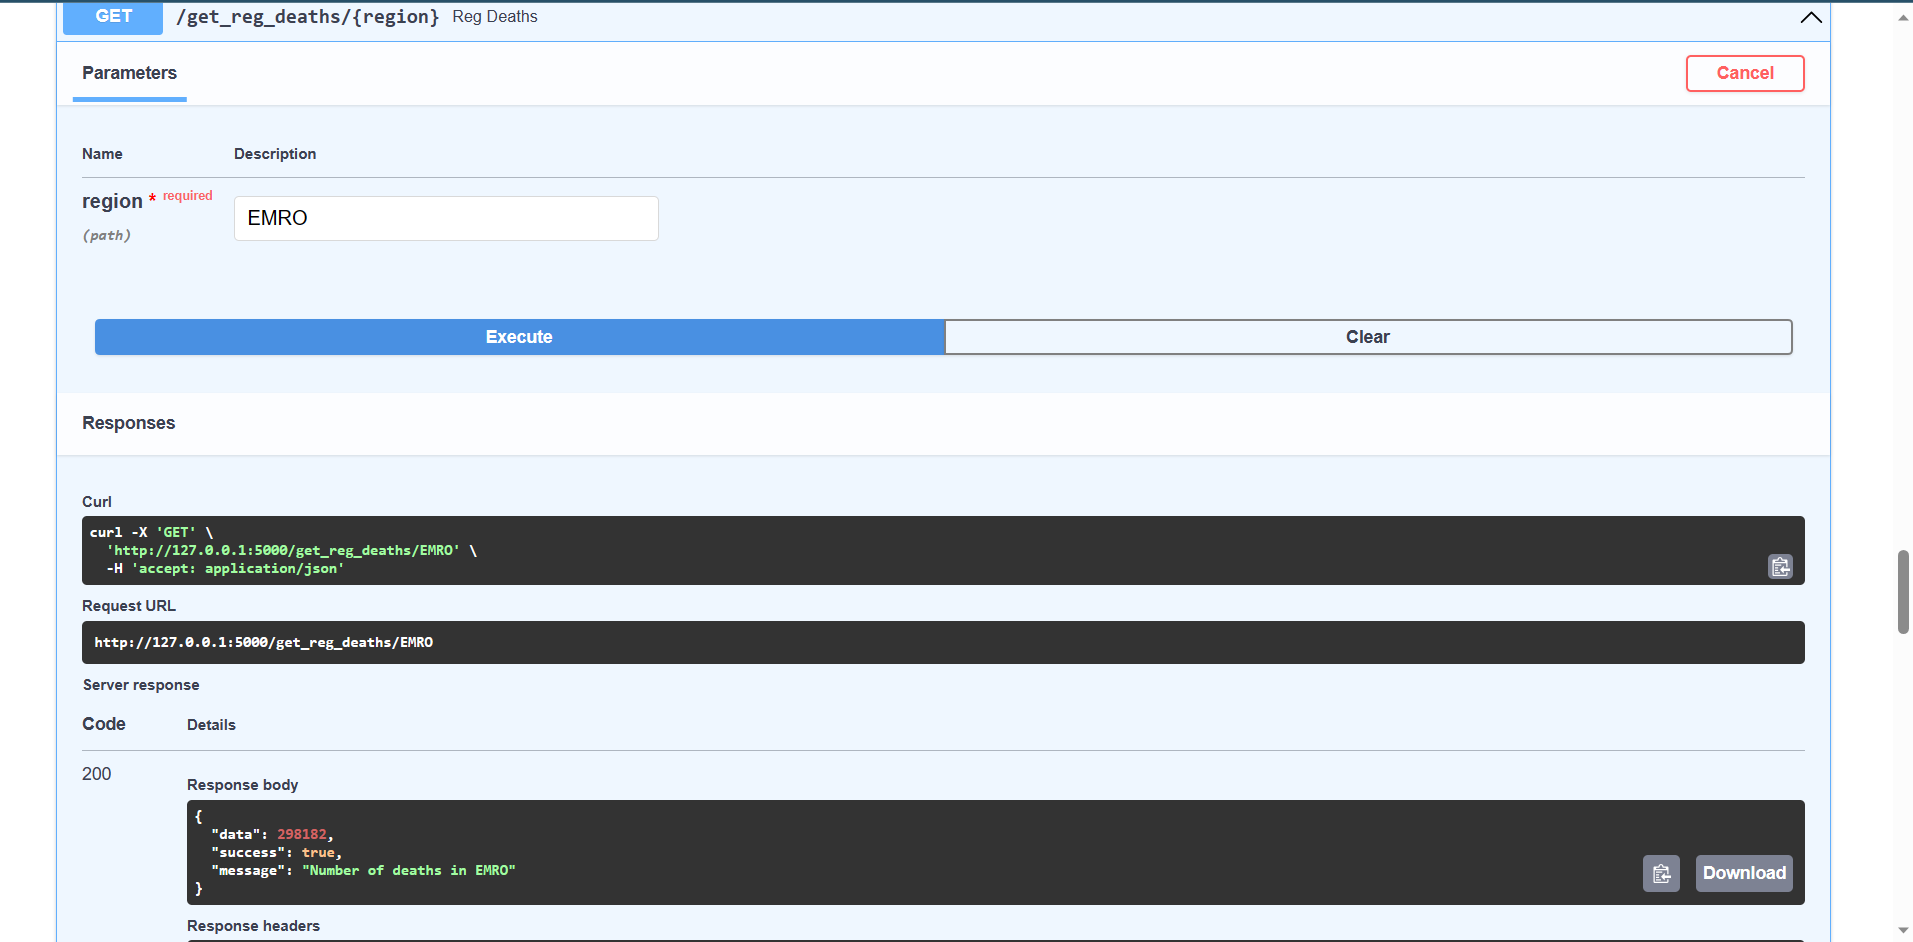 GET /get_reg_deaths/{region} Reg Deaths
Parameters
Cancel
Name Description
region * required
(path)
EMRO
Execute Clear
Responses
Curl
curl -X 'GET' \
  'http://127.0.0.1:5000/get_reg_deaths/EMRO' \
  -H 'accept: application/json'
Request URL
http://127.0.0.1:5000/get_reg_deaths/EMRO
Server response
Code Details
200
Response body
{
  "data": 298182,
  "success": true,
  "message": "Number of deaths in EMRO"
}
Download
Response headers